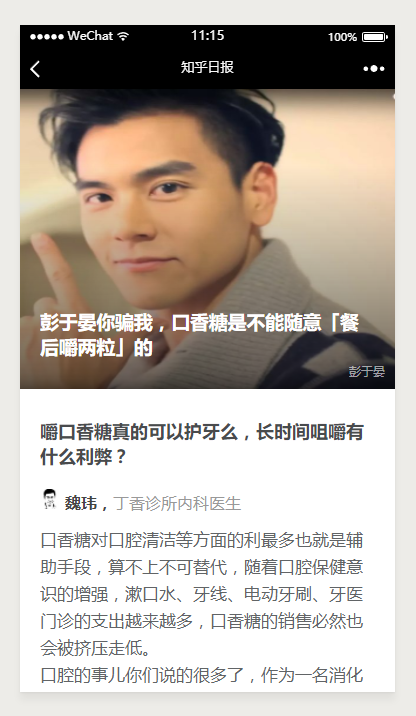 WeChat 11:15 100%
知乎日报
彭于晏你骗我，口香糖是不能随意「餐
后嚼两粒」的
彭于晏
嚼口香糖真的可以护牙么，长时间咀嚼有
什么利弊？
魏玮，丁香诊所内科医生
口香糖对口腔清洁等方面的利最多也就是辅
助手段，算不上不可替代，随着口腔保健意
识的增强，漱口水、牙线、电动牙刷、牙医
门诊的支出越来越多，口香糖的销售必然也
会被挤压走低。
口腔的事儿你们说的很多了，作为一名消化